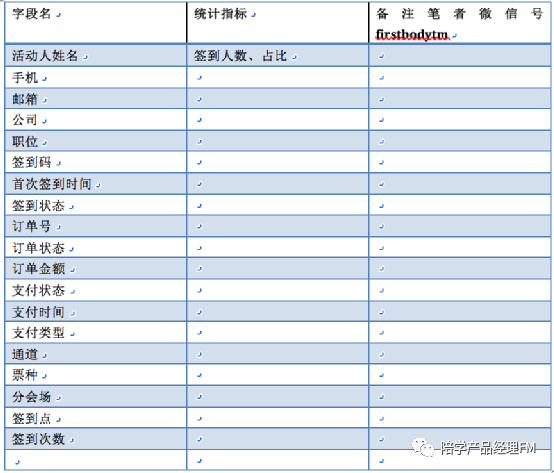 字段名 统计指标 备注笔者微信号
firstbodytm
活动人姓名 签到人数、占比
手机
邮箱
公司
职位
签到码
首次签到时间
签到状态
订单号
订单状态
订单金额
支付状态
支付时间
支付类型
通道
票种
分会场
签到点
签到次数
陪学产品经理FM